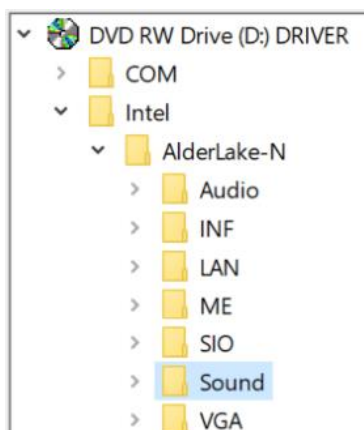 DVD RW Drive (D:) DRIVER
COM
Intel
AlderLake-N
Audio
INF
LAN
ME
SIO
Sound
VGA